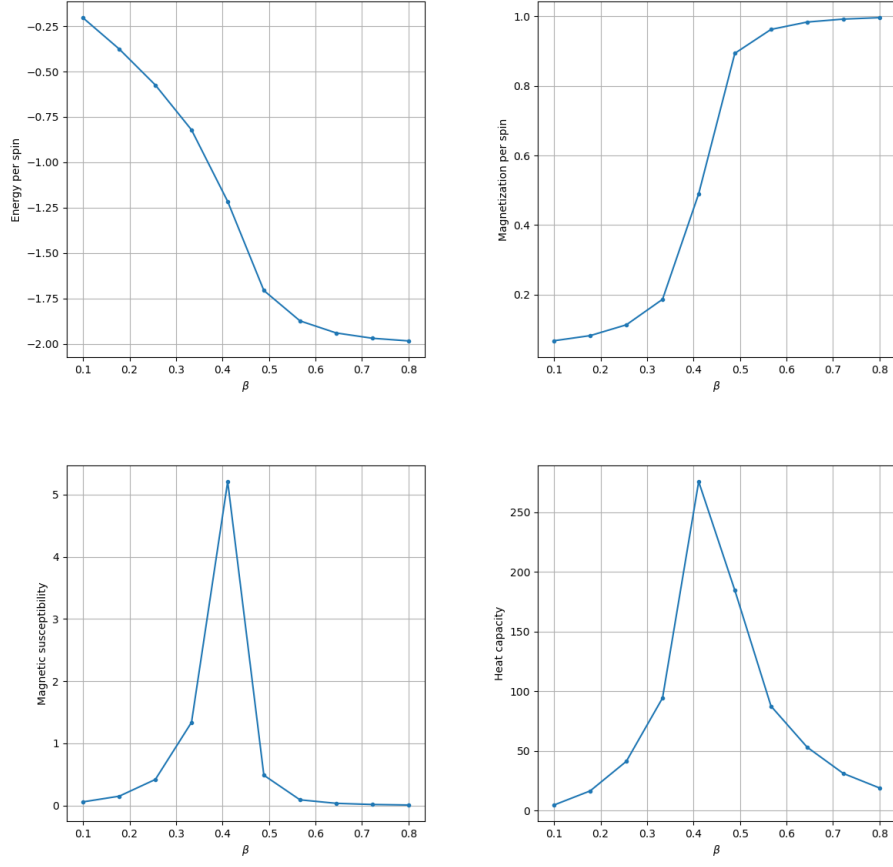 Energy per spin
−0.25
−0.50
−0.75
−1.00
−1.25
−1.50
−1.75
−2.00
0.1 0.2 0.3 0.4 0.5 0.6 0.7 0.8
β
Magnetization per spin
1.0
0.8
0.6
0.4
0.2
0.1 0.2 0.3 0.4 0.5 0.6 0.7 0.8
β
Magnetic susceptibility
5
4
3
2
1
0
0.1 0.2 0.3 0.4 0.5 0.6 0.7 0.8
β
Heat capacity
250
200
150
100
50
0
0.1 0.2 0.3 0.4 0.5 0.6 0.7 0.8
β